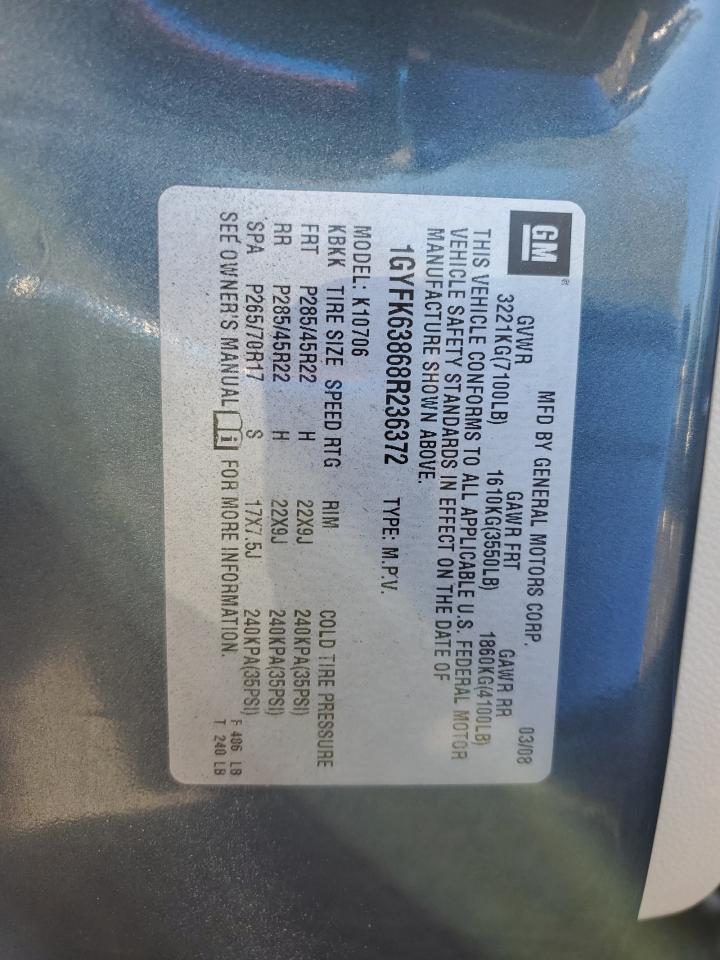 GM®
MFD BY GENERAL MOTORS CORP. 03/08
GVWR GAWR FRT GAWR RR
3221KG(7100LB) 1610KG(3550LB) 1860KG(4100LB)
THIS VEHICLE CONFORMS TO ALL APPLICABLE U.S. FEDERAL MOTOR
VEHICLE SAFETY STANDARDS IN EFFECT ON THE DATE OF
MANUFACTURE SHOWN ABOVE.
1GYFK63868R236372 TYPE: M.P.V.
MODEL: K10706
KBKK TIRE SIZE SPEED RTG RIM COLD TIRE PRESSURE
FRT P285/45R22 H 22X9J 240KPA(35PSI)
RR P285/45R22 H 22X9J 240KPA(35PSI)
SPA P265/70R17 S 17X7.5J 240KPA(35PSI)
SEE OWNER'S MANUAL i FOR MORE INFORMATION.
F 486 LB
T 240 LB